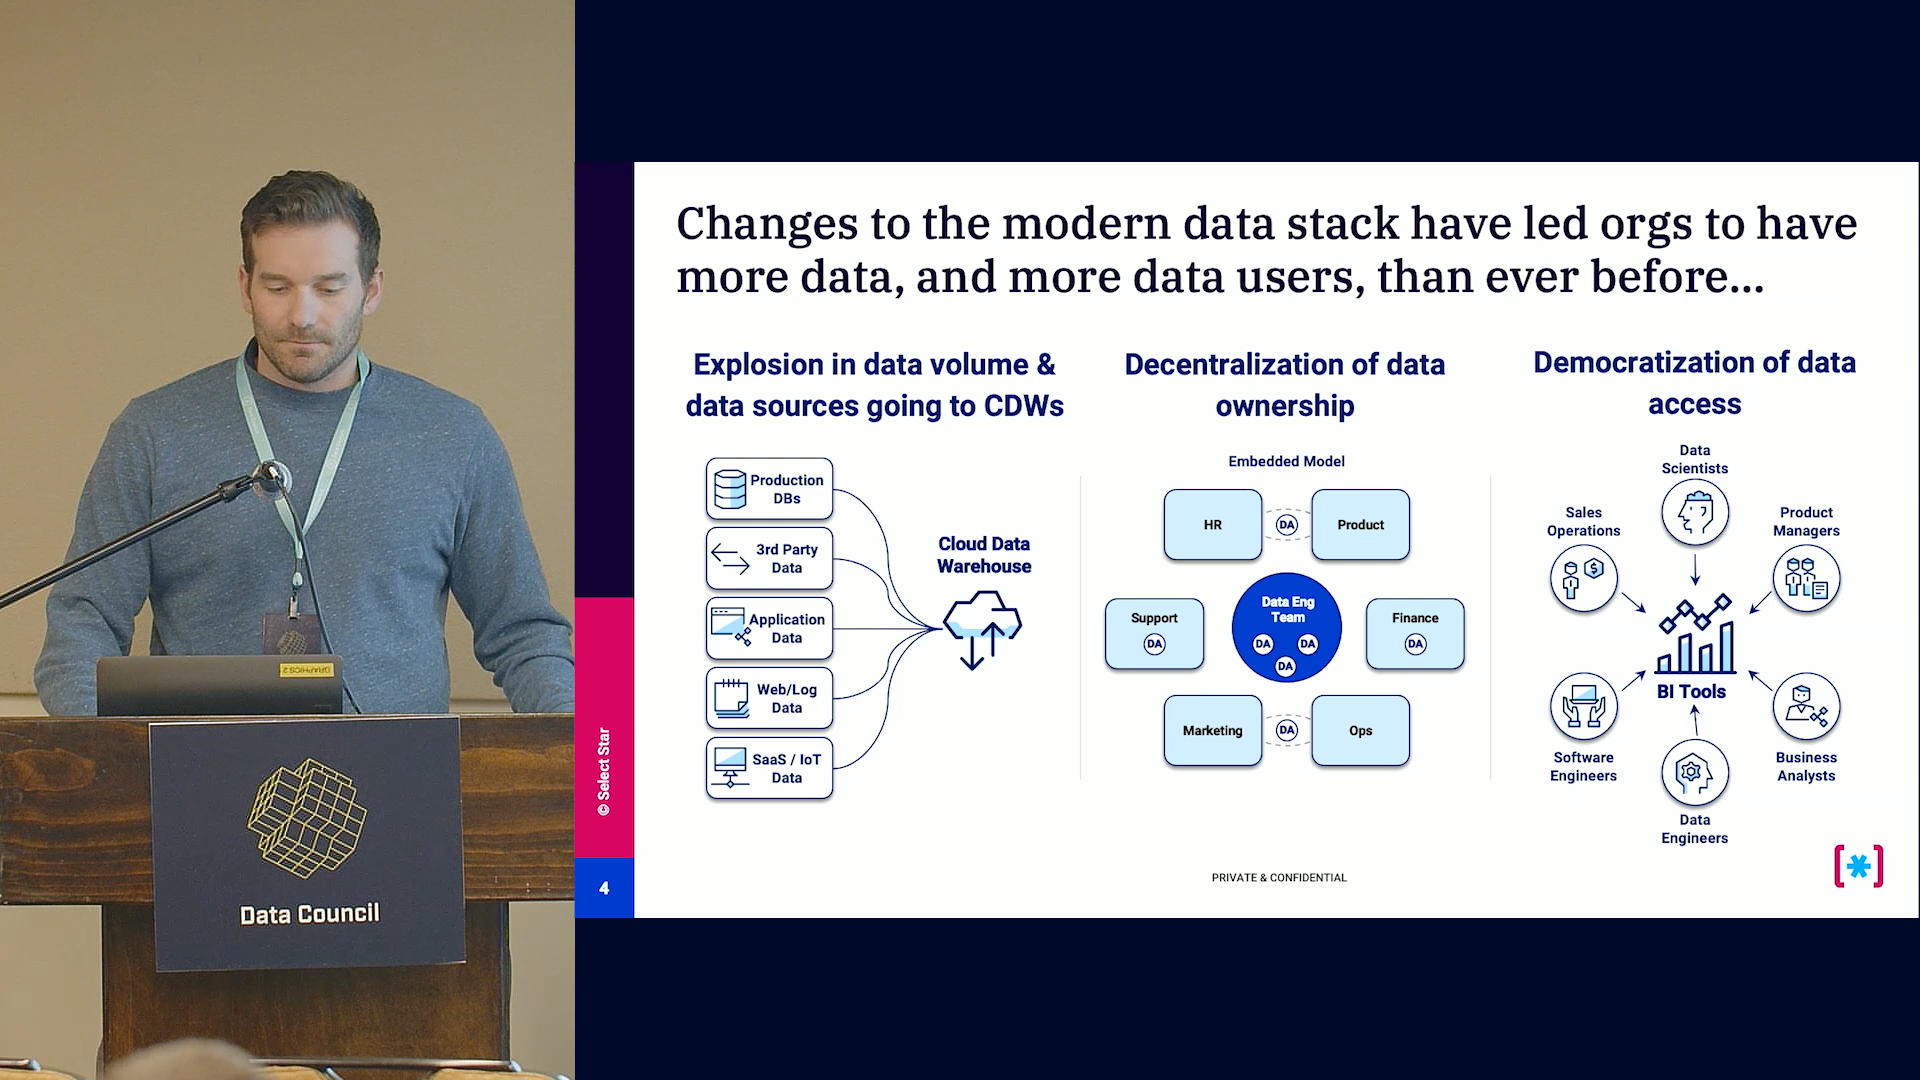 Changes to the modern data stack have led orgs to have
more data, and more data users, than ever before...
Explosion in data volume &
data sources going to CDWs
Production
DBs
3rd Party
Data
Application
Data
Web/Log
Data
SaaS / IoT
Data
Cloud Data
Warehouse
Decentralization of data
ownership
Embedded Model
HR
DA
Product
Support
DA
Data Eng
Team
DA
DA
DA
Finance
DA
Marketing
DA
Ops
Democratization of data
access
Data
Scientists
Sales
Operations
Product
Managers
BI Tools
Software
Engineers
Business
Analysts
Data
Engineers
PRIVATE & CONFIDENTIAL
[*]
© Select Star
4
GRAPHICS 2
Data Council